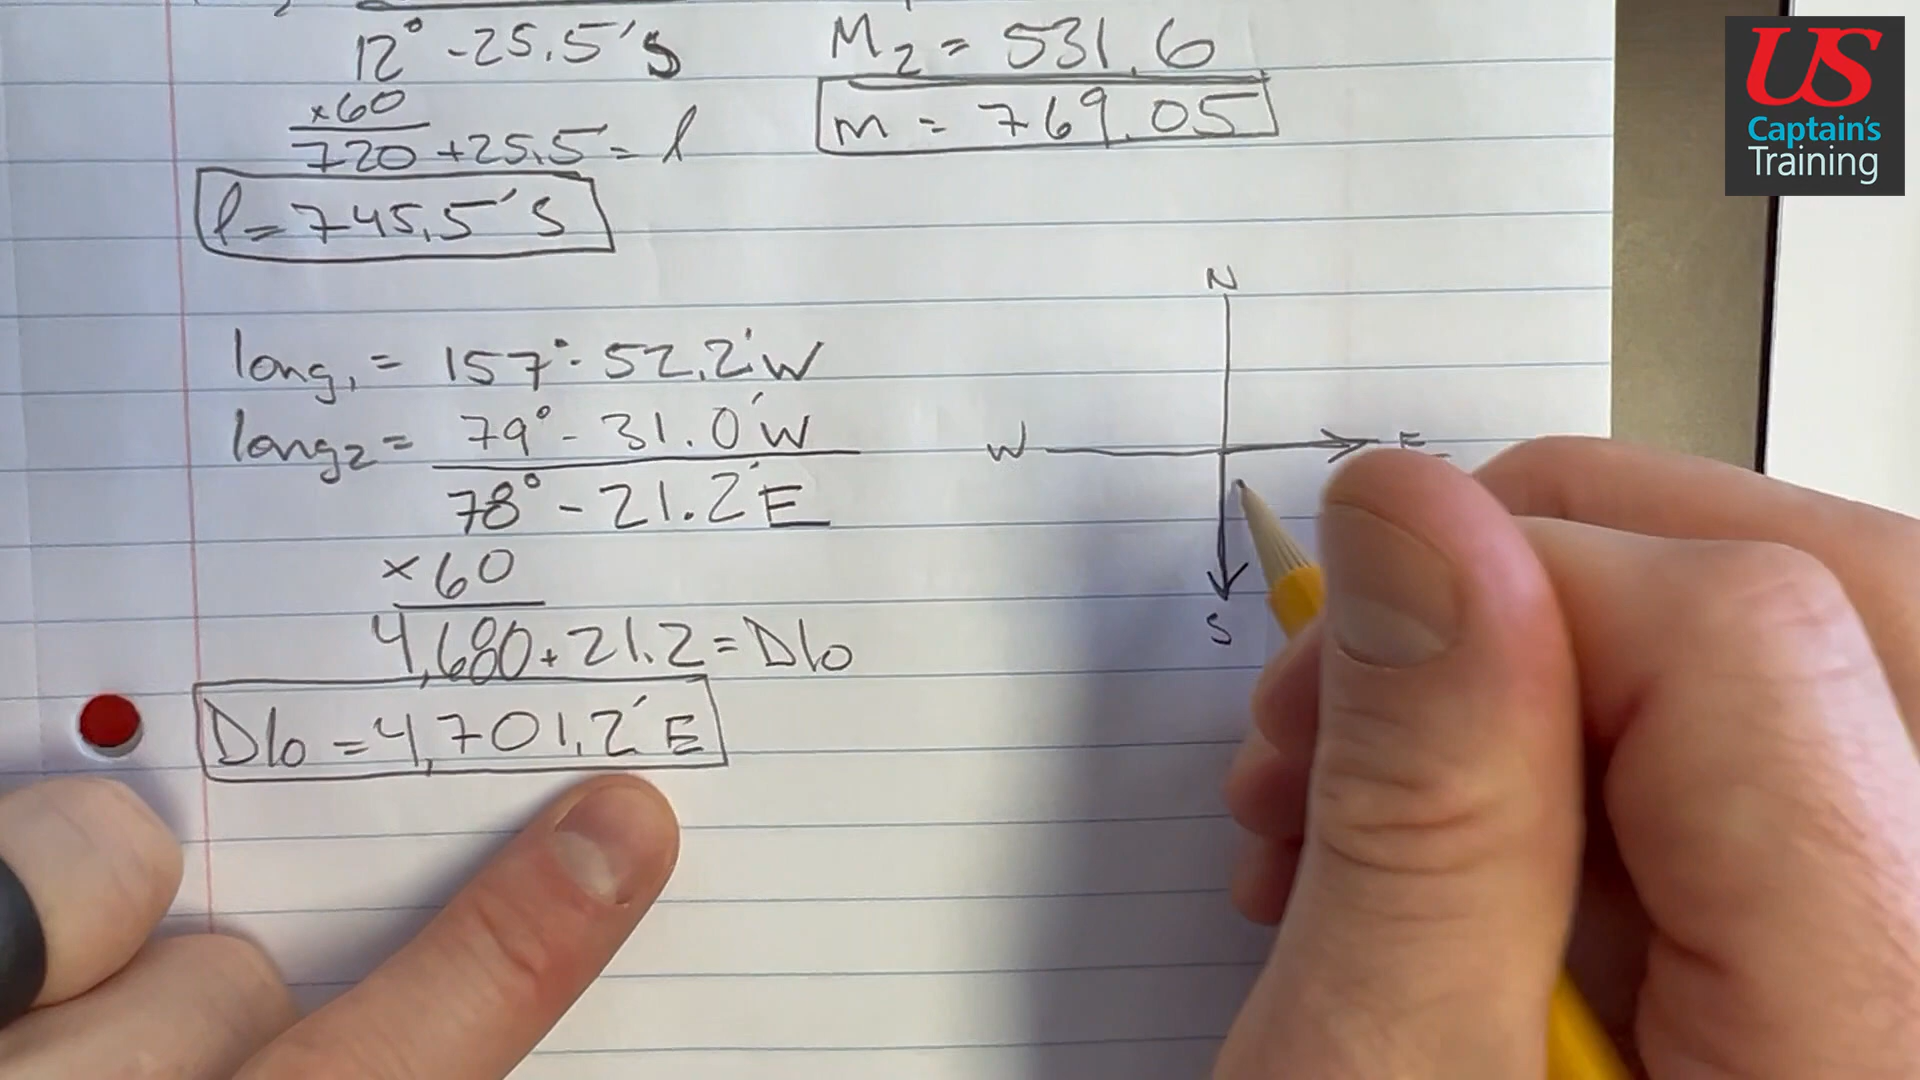 12° - 25.5's
x60
720 + 25.5 = l
l = 745.5's
M₂ = 531.6
m = 769.05
long₁ = 157° - 52.2'W
long₂ = 79° - 31.0'W
78° - 21.2'E
x60
4,680 + 21.2 = Dlo
Dlo = 4,701.2'E
N
W E
S
US
Captain's
Training